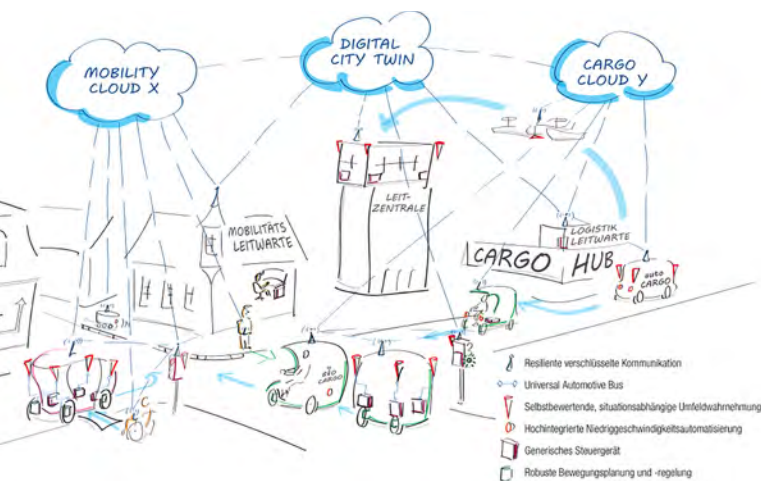 MOBILITY
CLOUD X
DIGITAL
CITY TWIN
CARGO
CLOUD Y
MOBILITÄTS
LEITWARTE
LEIT-
ZENTRALE
LOGISTIK
LEITWARTE
CARGO HUB
auto
CARGO
CARGO
Resiliente verschlüsselte Kommunikation
Universal Automotive Bus
Selbstbewertende, situationsabhängige Umfeldwahrnehmung
Hochintegrierte Niedriggeschwindigkeitsautomatisierung
Generisches Steuergerät
Robuste Bewegungsplanung und -regelung